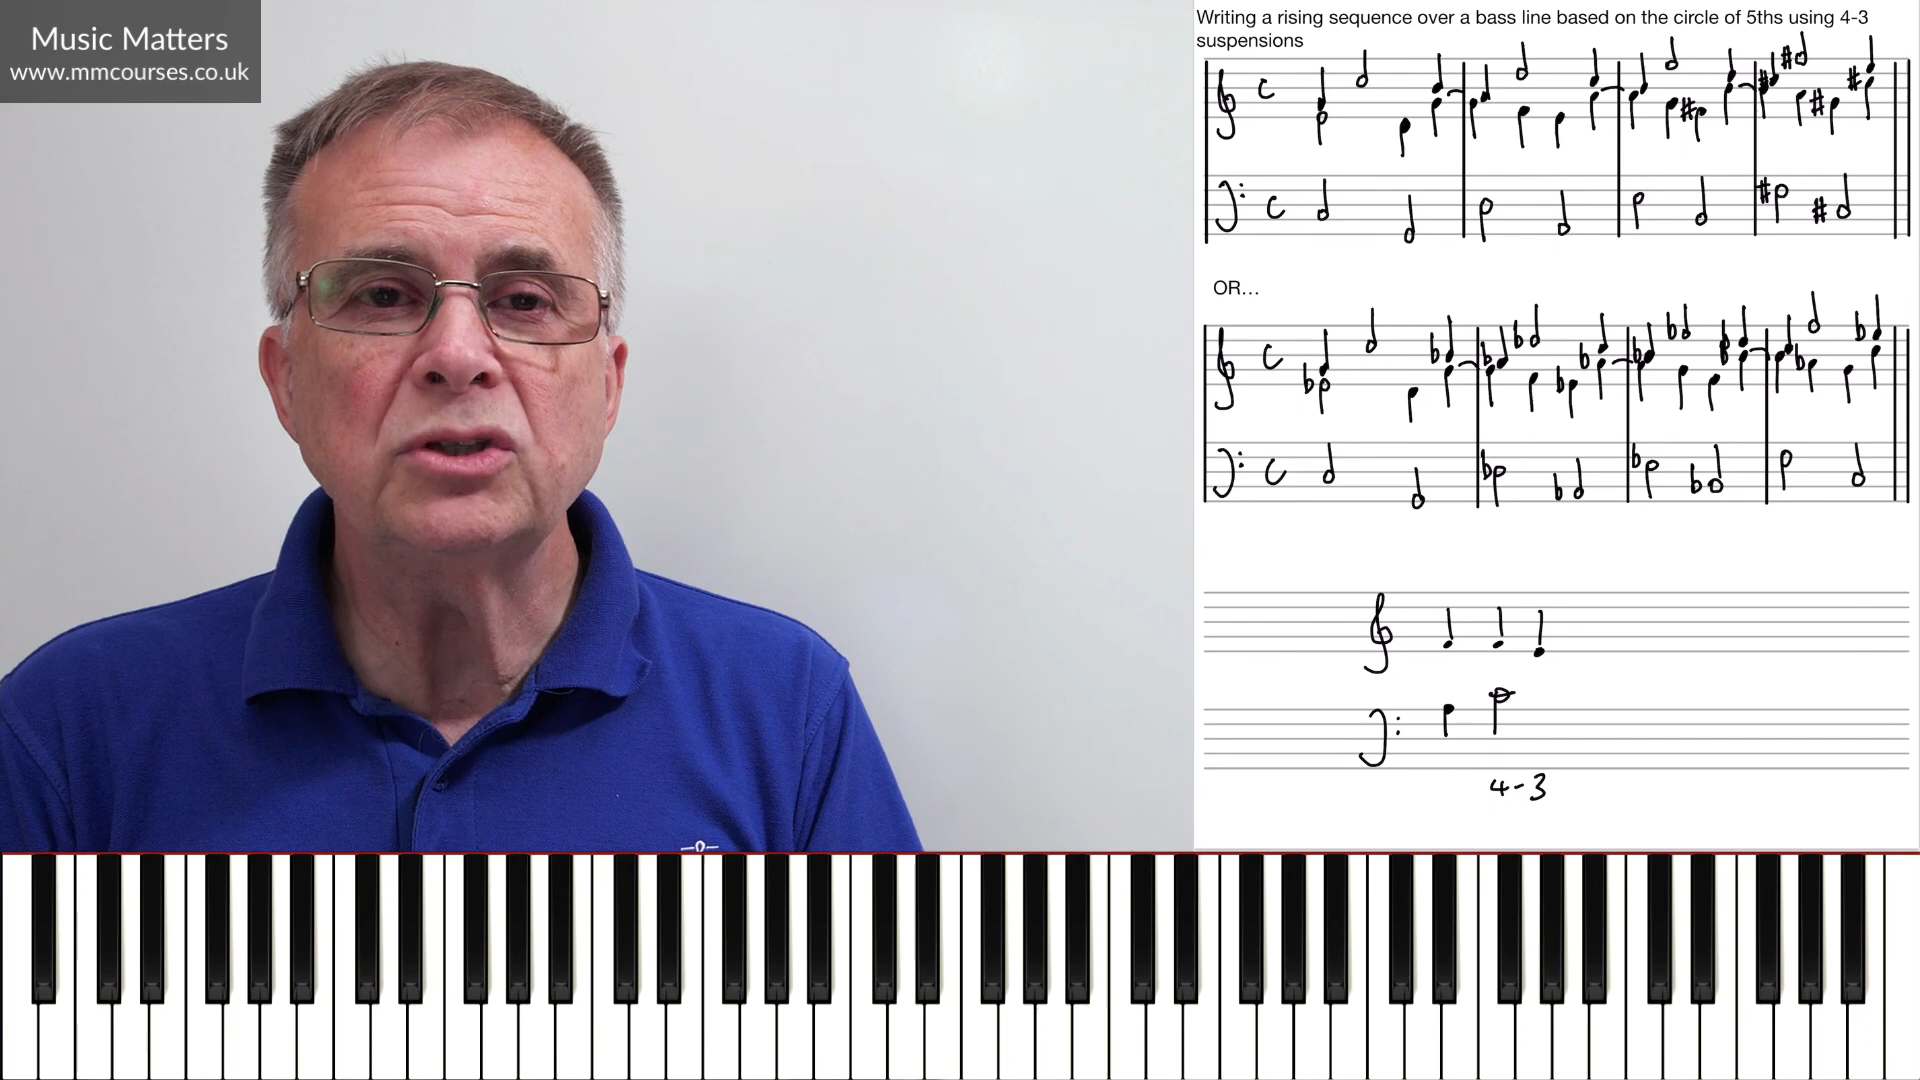 Music Matters
www.mmcourses.co.uk
Writing a rising sequence over a bass line based on the circle of 5ths using 4-3
suspensions
OR...
4-3